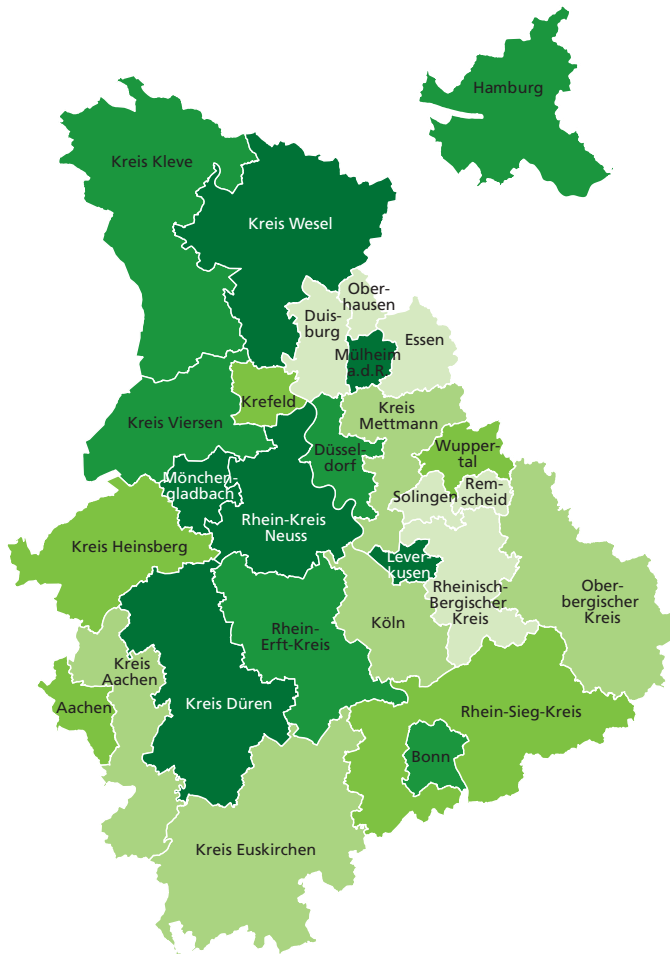 Hamburg
Kreis Kleve
Kreis Wesel
Ober-
hausen
Duis-
burg
Essen
Mülheim
a.d.R.
Krefeld
Kreis
Mettmann
Kreis Viersen
Düssel-
dorf
Wupper-
tal
Mönchen-
gladbach
Solingen
Rem-
scheid
Rhein-Kreis
Neuss
Kreis Heinsberg
Lever-
kusen
Rheinisch-
Bergischer
Kreis
Ober-
bergischer
Kreis
Köln
Rhein-
Erft-Kreis
Kreis
Aachen
Aachen
Kreis Düren
Rhein-Sieg-Kreis
Bonn
Kreis Euskirchen